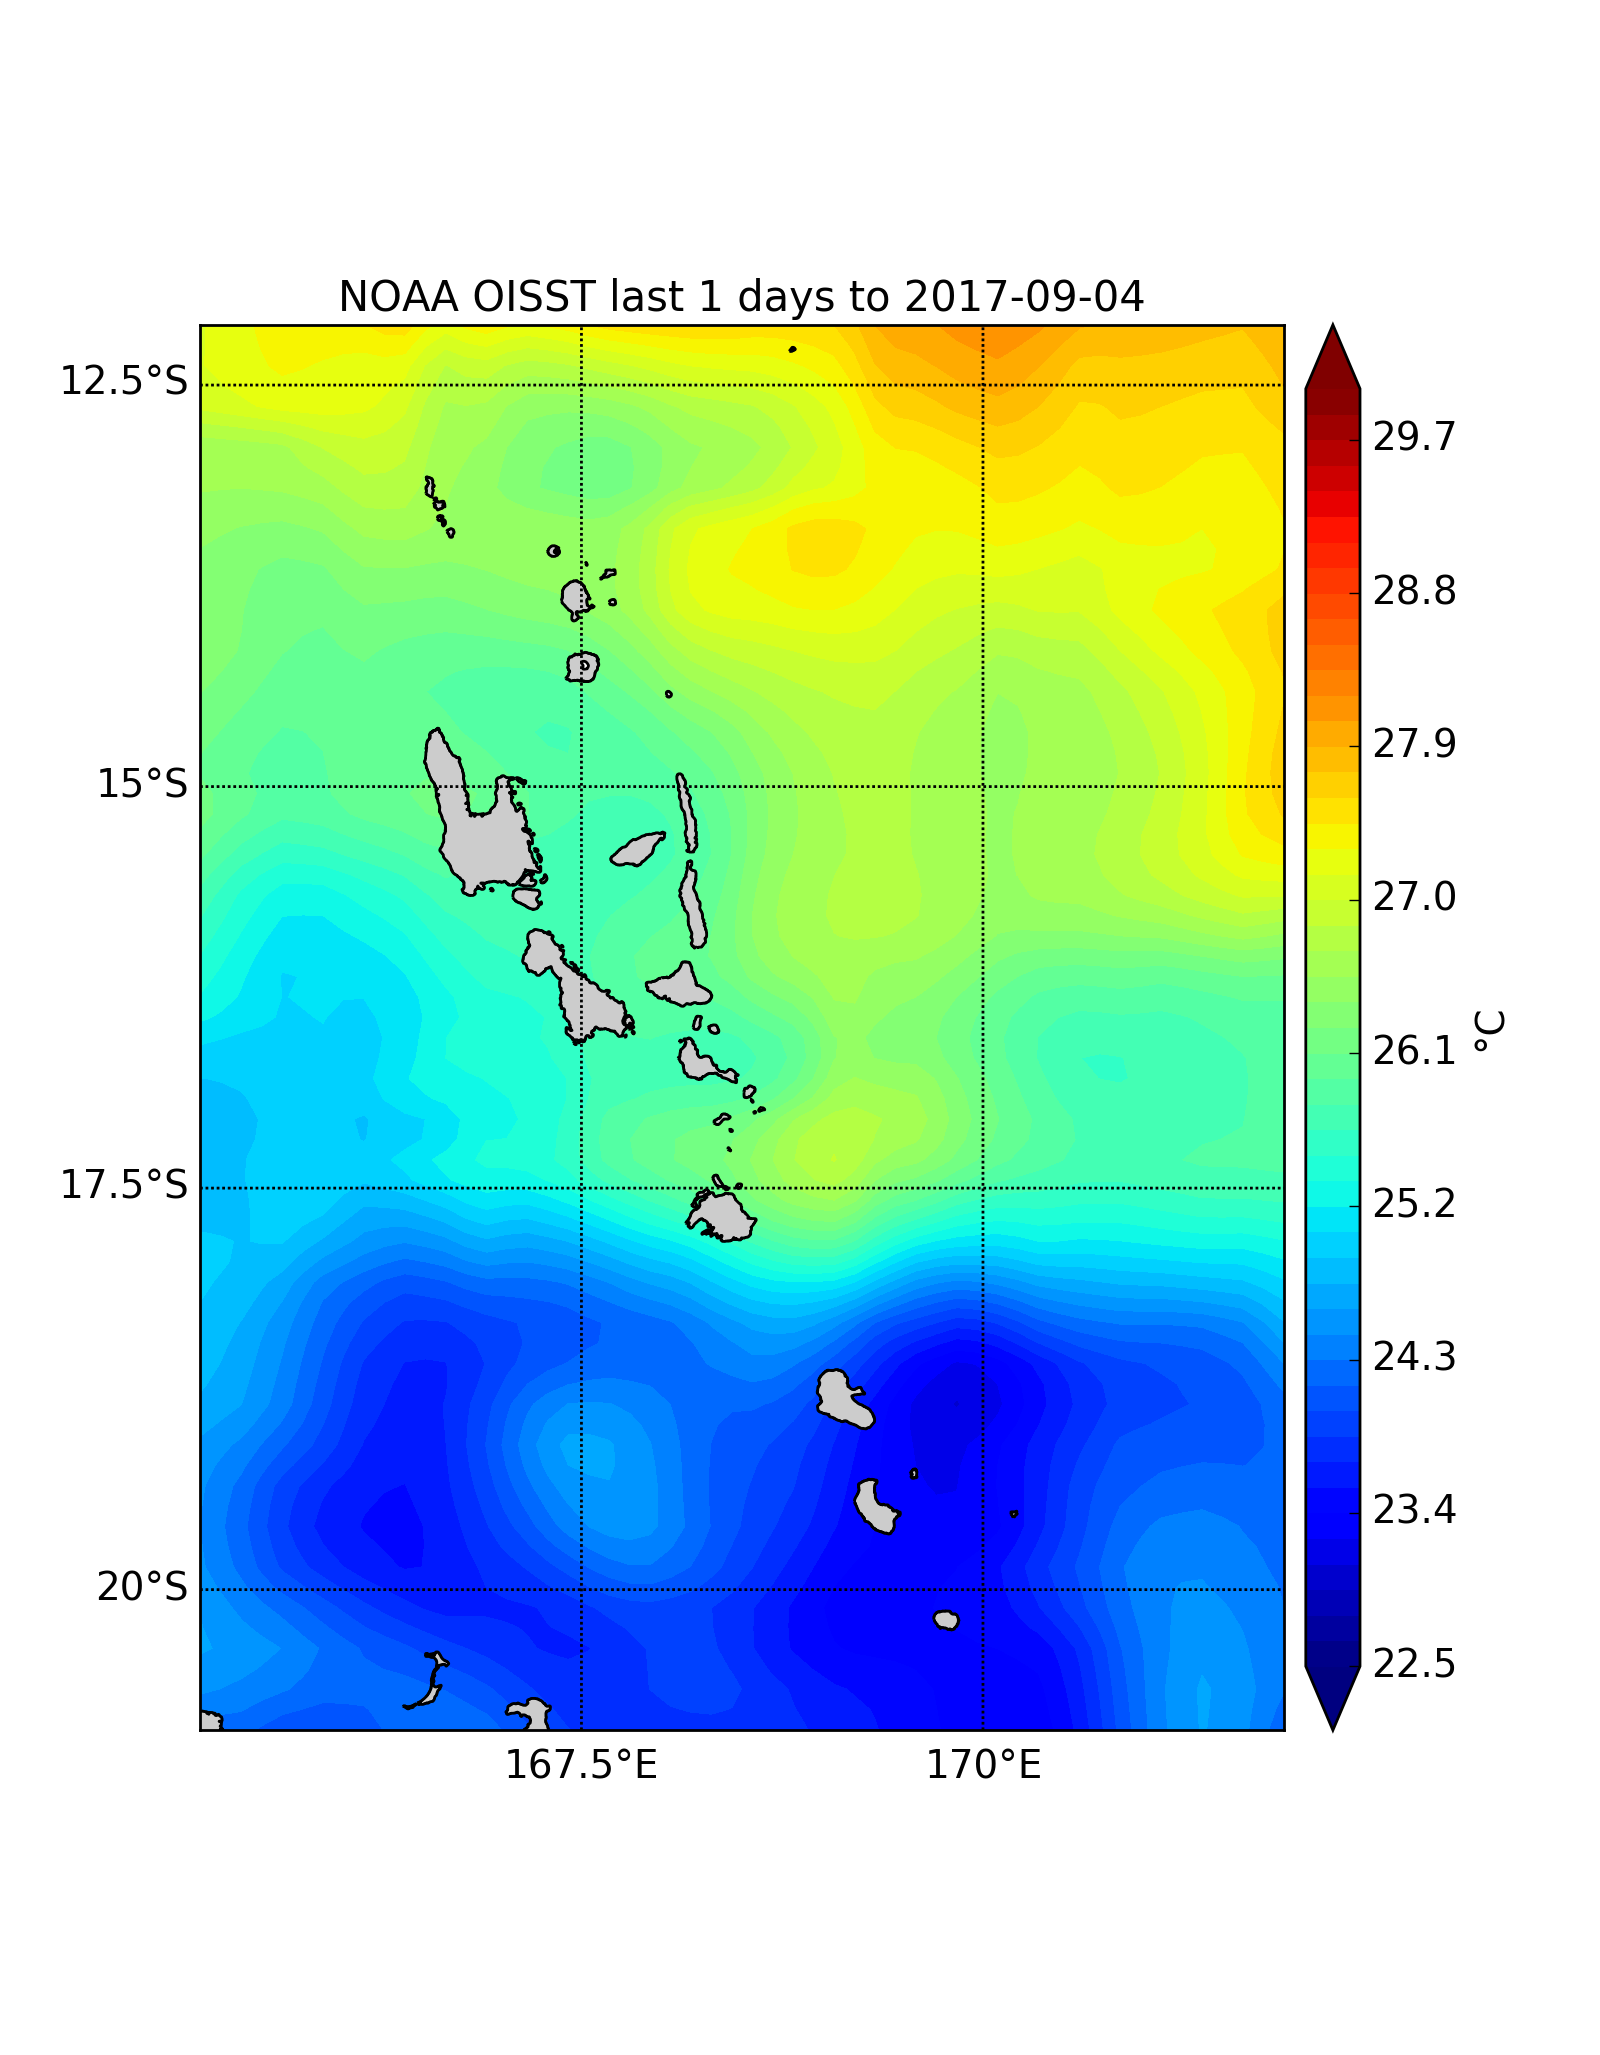 NOAA OISST last 1 days to 2017-09-04
12.5°S
15°S
17.5°S
20°S
167.5°E
170°E
29.7
28.8
27.9
27.0
26.1
25.2
24.3
23.4
22.5
°C